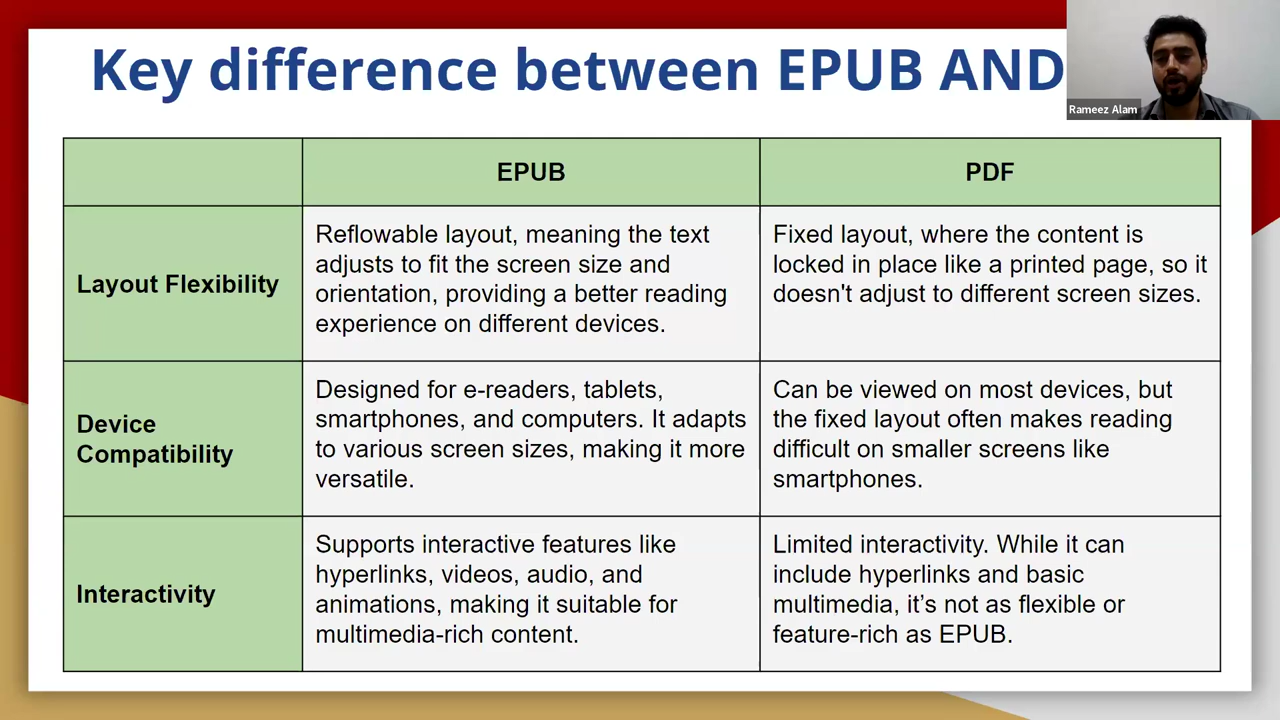 Key difference between EPUB AND
Rameez Alam
EPUB
PDF
Layout Flexibility
Reflowable layout, meaning the text
adjusts to fit the screen size and
orientation, providing a better reading
experience on different devices.
Fixed layout, where the content is
locked in place like a printed page, so it
doesn't adjust to different screen sizes.
Device
Compatibility
Designed for e-readers, tablets,
smartphones, and computers. It adapts
to various screen sizes, making it more
versatile.
Can be viewed on most devices, but
the fixed layout often makes reading
difficult on smaller screens like
smartphones.
Interactivity
Supports interactive features like
hyperlinks, videos, audio, and
animations, making it suitable for
multimedia-rich content.
Limited interactivity. While it can
include hyperlinks and basic
multimedia, it’s not as flexible or
feature-rich as EPUB.